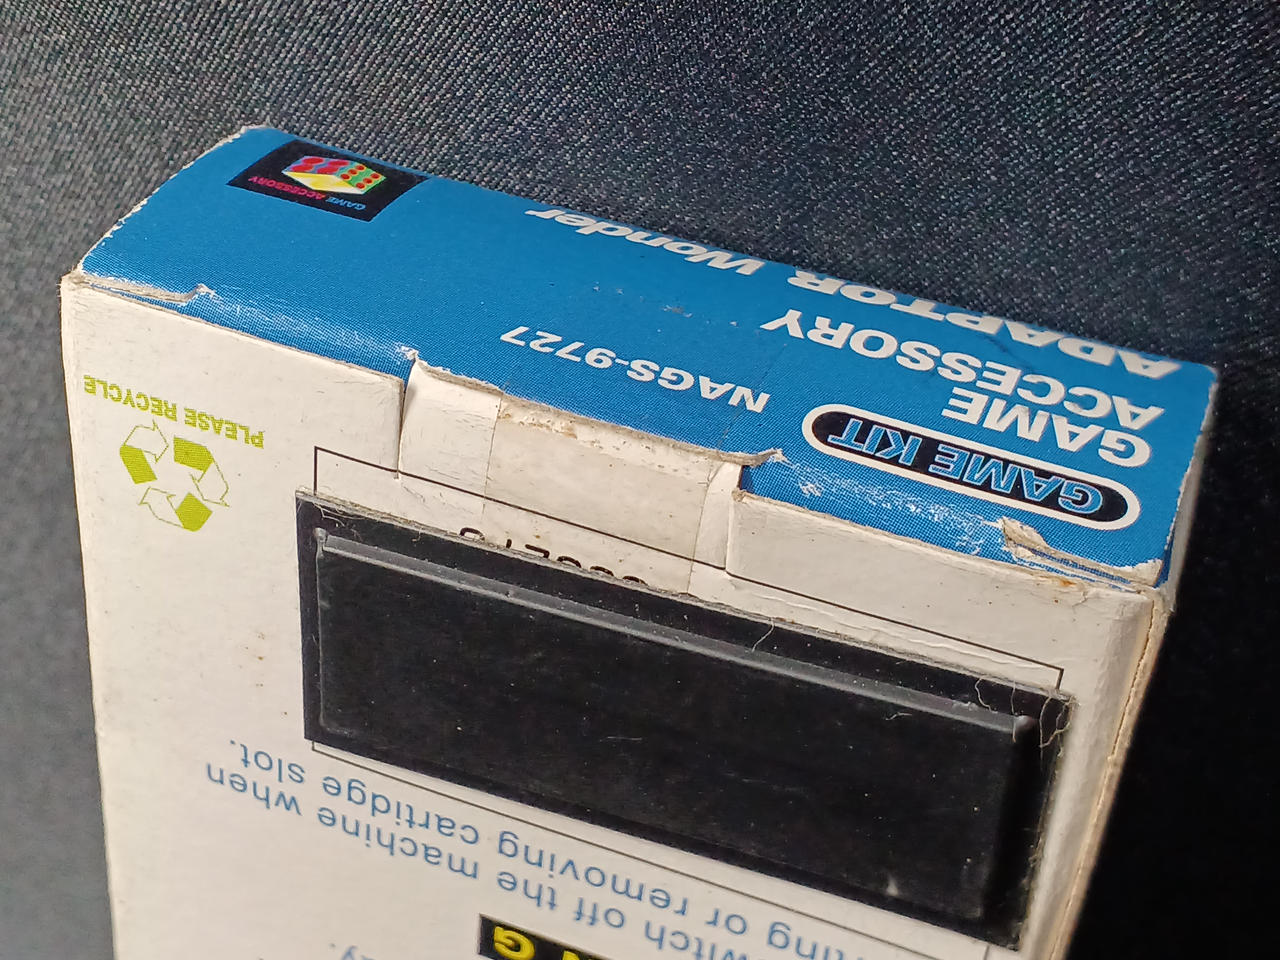 GAME KIT
GAME
ACCESSORY
ADAPTOR Wonder
NAGS-9727
GAME ACCESSORY
PLEASE RECYCLE
switch off the machine when
removing cartridge slot.
or